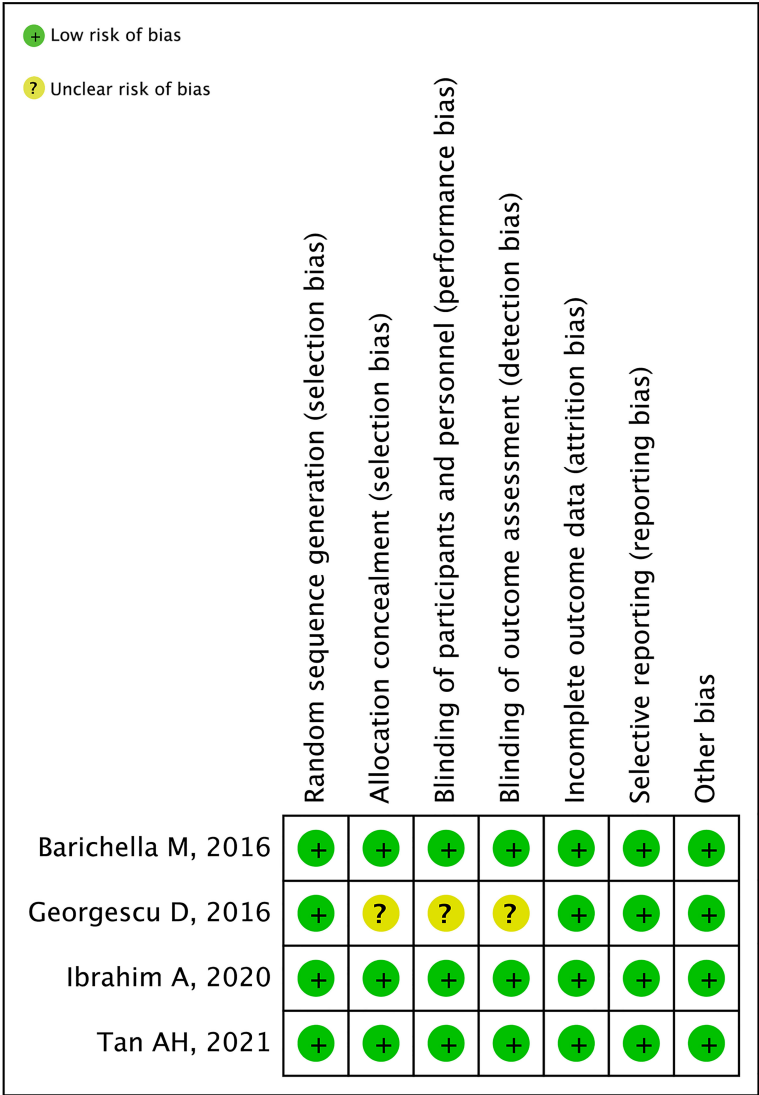 + Low risk of bias
? Unclear risk of bias
Random sequence generation (selection bias)
Allocation concealment (selection bias)
Blinding of participants and personnel (performance bias)
Blinding of outcome assessment (detection bias)
Incomplete outcome data (attrition bias)
Selective reporting (reporting bias)
Other bias
Barichella M, 2016 + + + + + + +
Georgescu D, 2016 + ? ? ? + + +
Ibrahim A, 2020 + + + + + + +
Tan AH, 2021 + + + + + + +